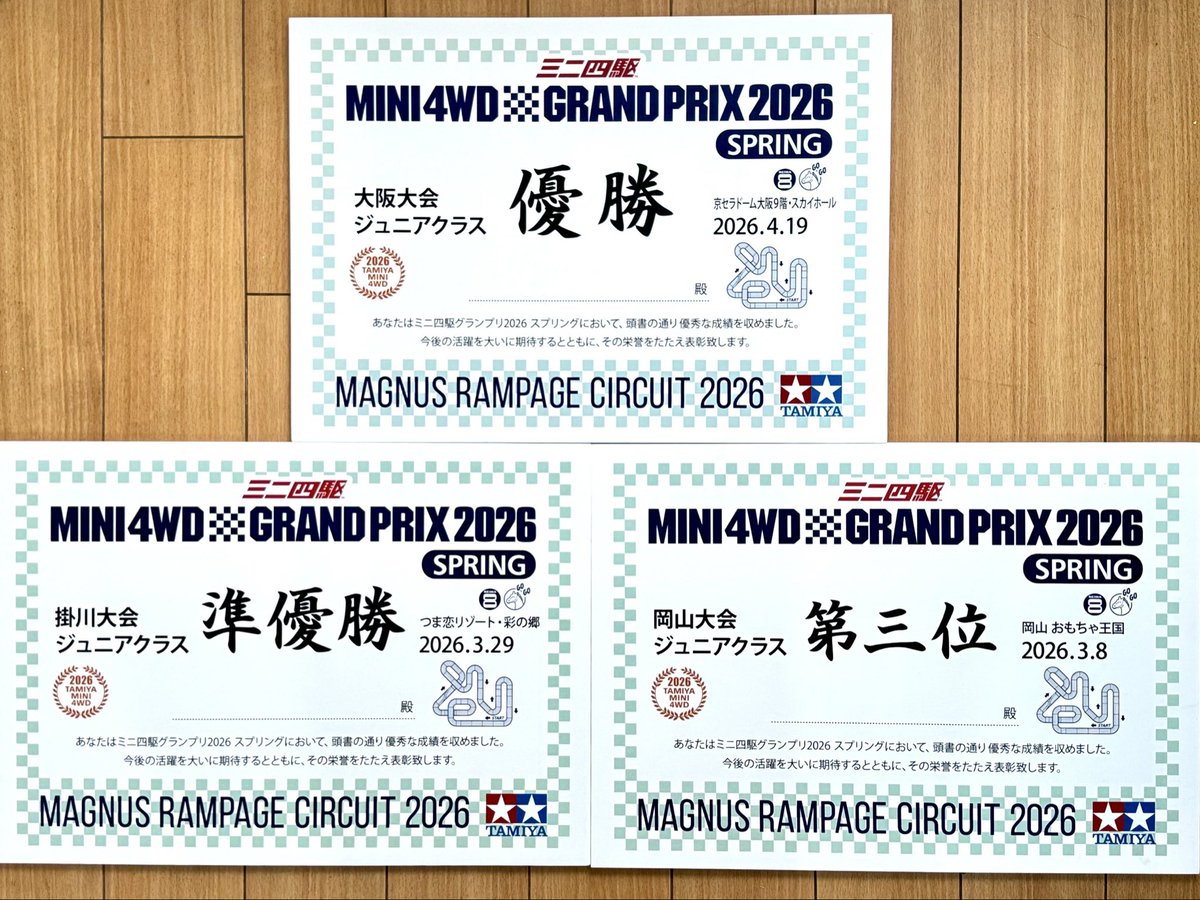 ミニ四駆
MINI 4WD GRAND PRIX 2026
SPRING
大阪大会
ジュニアクラス
優勝
GO GO
京セラドーム大阪9階・スカイホール
2026.4.19
2026
TAMIYA
MINI
4WD
START
殿
あなたはミニ四駆グランプリ2026 スプリングにおいて、頭書の通り優秀な成績を収めました。
今後の活躍を大いに期待するとともに、その栄誉をたたえ表彰致します。
MAGNUS RAMPAGE CIRCUIT 2026
TAMIYA
ミニ四駆
MINI 4WD GRAND PRIX 2026
SPRING
掛川大会
ジュニアクラス
準優勝
GO GO
つま恋リゾート・彩の郷
2026.3.29
2026
TAMIYA
MINI
4WD
START
殿
あなたはミニ四駆グランプリ2026 スプリングにおいて、頭書の通り優秀な成績を収めました。
今後の活躍を大いに期待するとともに、その栄誉をたたえ表彰致します。
MAGNUS RAMPAGE CIRCUIT 2026
TAMIYA
ミニ四駆
MINI 4WD GRAND PRIX 2026
SPRING
岡山大会
ジュニアクラス
第三位
GO GO
岡山 おもちゃ王国
2026.3.8
2026
TAMIYA
MINI
4WD
START
殿
あなたはミニ四駆グランプリ2026 スプリングにおいて、頭書の通り優秀な成績を収めました。
今後の活躍を大いに期待するとともに、その栄誉をたたえ表彰致します。
MAGNUS RAMPAGE CIRCUIT 2026
TAMIYA